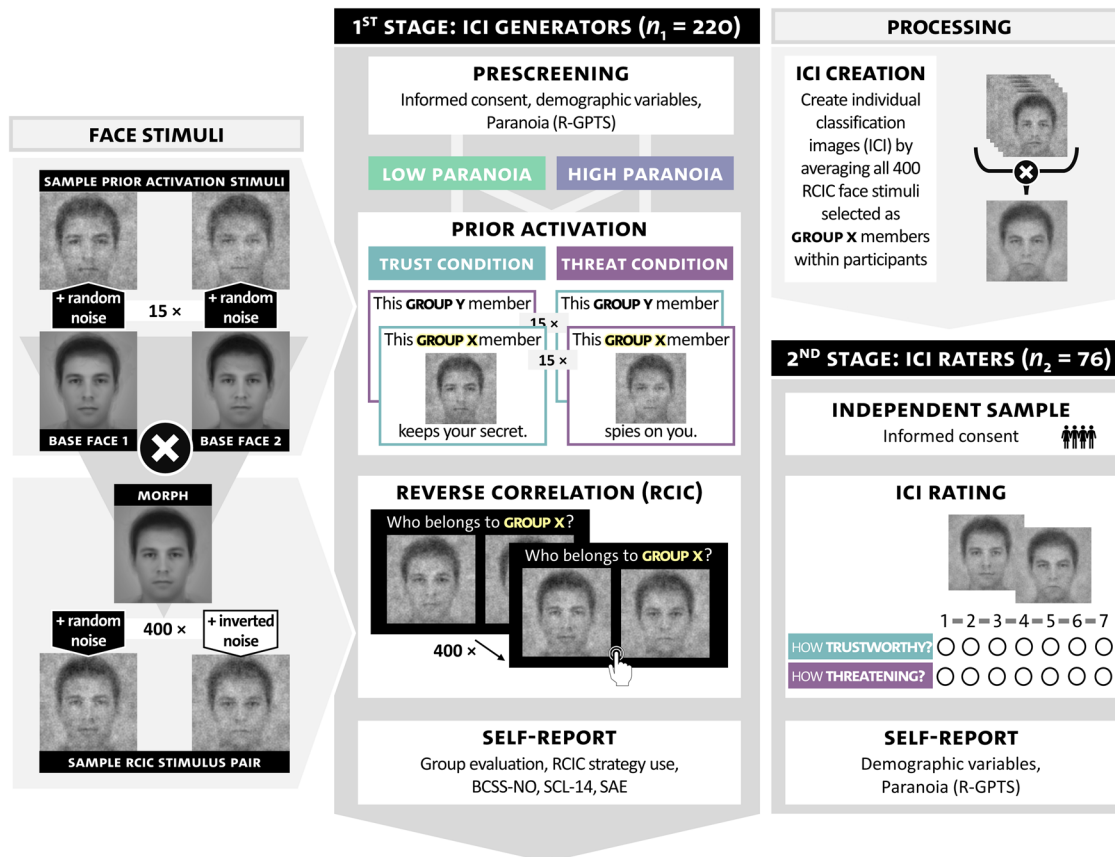 FACE STIMULI
SAMPLE PRIOR ACTIVATION STIMULI
+ random
noise
15 ×
+ random
noise
BASE FACE 1
BASE FACE 2
MORPH
+ random
noise
400 ×
+ inverted
noise
SAMPLE RCIC STIMULUS PAIR
1ST STAGE: ICI GENERATORS (n1 = 220)
PRESCREENING
Informed consent, demographic variables,
Paranoia (R-GPTS)
LOW PARANOIA
HIGH PARANOIA
PRIOR ACTIVATION
TRUST CONDITION
THREAT CONDITION
This GROUP Y member
This GROUP Y member
15 ×
This GROUP X member
This GROUP X member
15 ×
keeps your secret.
spies on you.
REVERSE CORRELATION (RCIC)
Who belongs to GROUP X?
Who belongs to GROUP X?
400 ×
SELF-REPORT
Group evaluation, RCIC strategy use,
BCSS-NO, SCL-14, SAE
PROCESSING
ICI CREATION
Create individual
classification
images (ICI) by
averaging all 400
RCIC face stimuli
selected as
GROUP X members
within participants
2ND STAGE: ICI RATERS (n2 = 76)
INDEPENDENT SAMPLE
Informed consent
ICI RATING
1 – 2 – 3 – 4 – 5 – 6 – 7
HOW TRUSTWORTHY?
HOW THREATENING?
SELF-REPORT
Demographic variables,
Paranoia (R-GPTS)